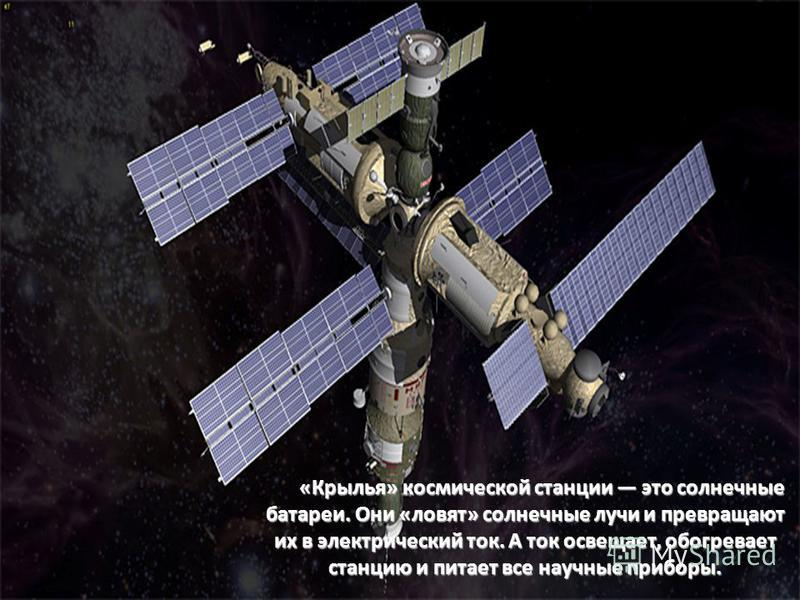 «Крылья» космической станции — это солнечные
батареи. Они «ловят» солнечные лучи и превращают
их в электрический ток. А ток освещает, обогревает
станцию и питает все научные приборы.
MyShared